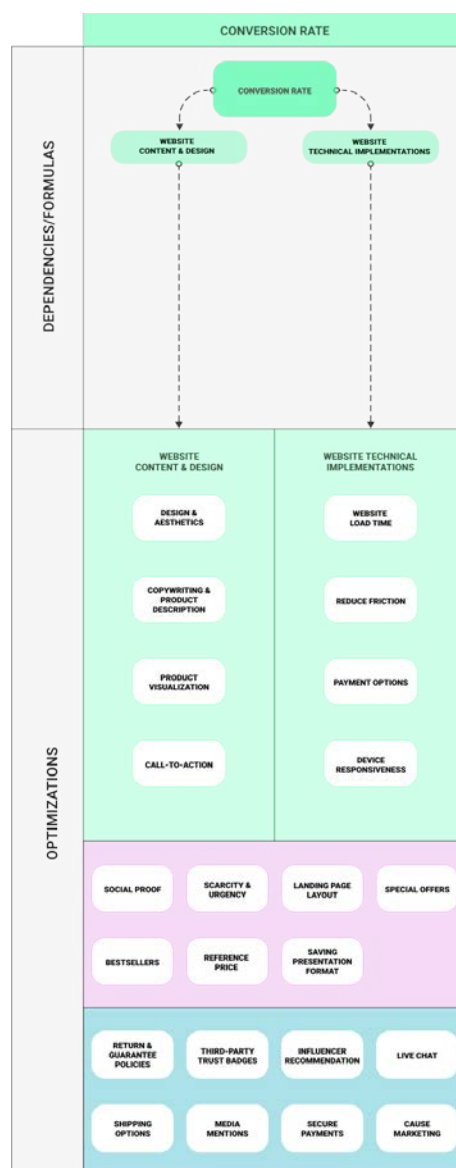 CONVERSION RATE
DEPENDENCIES/FORMULAS
CONVERSION RATE
WEBSITE
CONTENT & DESIGN
WEBSITE
TECHNICAL IMPLEMENTATIONS
OPTIMIZATIONS
WEBSITE
CONTENT & DESIGN
WEBSITE TECHNICAL
IMPLEMENTATIONS
DESIGN &
AESTHETICS
WEBSITE
LOAD TIME
COPYWRITING &
PRODUCT
DESCRIPTION
REDUCE FRICTION
PRODUCT
VISUALIZATION
PAYMENT OPTIONS
CALL-TO-ACTION
DEVICE
RESPONSIVENESS
SOCIAL PROOF
SCARCITY &
URGENCY
LANDING PAGE
LAYOUT
SPECIAL OFFERS
BESTSELLERS
REFERENCE
PRICE
SAVING
PRESENTATION
FORMAT
RETURN &
GUARANTEE
POLICIES
THIRD-PARTY
TRUST BADGES
INFLUENCER
RECOMMENDATION
LIVE CHAT
SHIPPING
OPTIONS
MEDIA
MENTIONS
SECURE
PAYMENTS
CAUSE
MARKETING